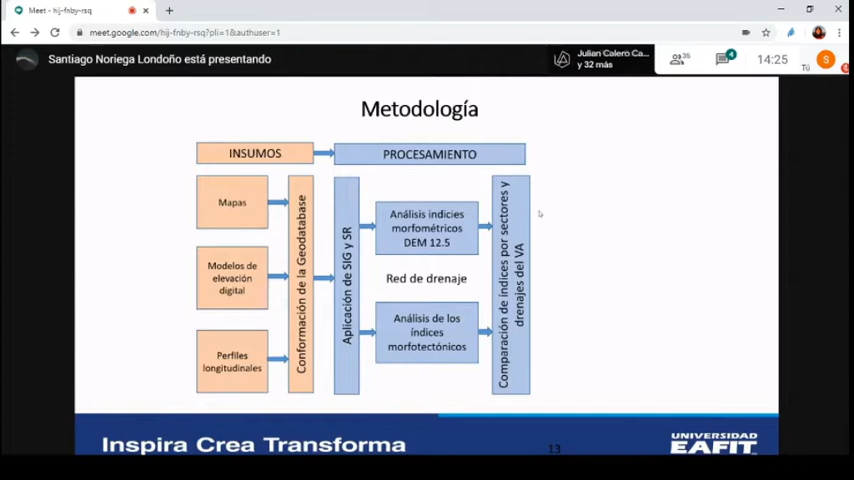 Meet - hij-fnby-rsq
meet.google.com/hij-fnby-rsq?pli=1&authuser=1
Santiago Noriega Londoño está presentando
Julian Calero Ca...
y 32 más
35
4
14:25
Tú
S
Metodología
INSUMOS
PROCESAMIENTO
Mapas
Modelos de
elevación
digital
Perfiles
longitudinales
Conformación de la Geodatabase
Aplicación de SIG y SR
Análisis indicies
morfométricos
DEM 12.5
Red de drenaje
Análisis de los
índices
morfotectónicos
Comparación de índices por sectores y
drenajes del VA
Inspira Crea Transforma
13
UNIVERSIDAD
EAFIT